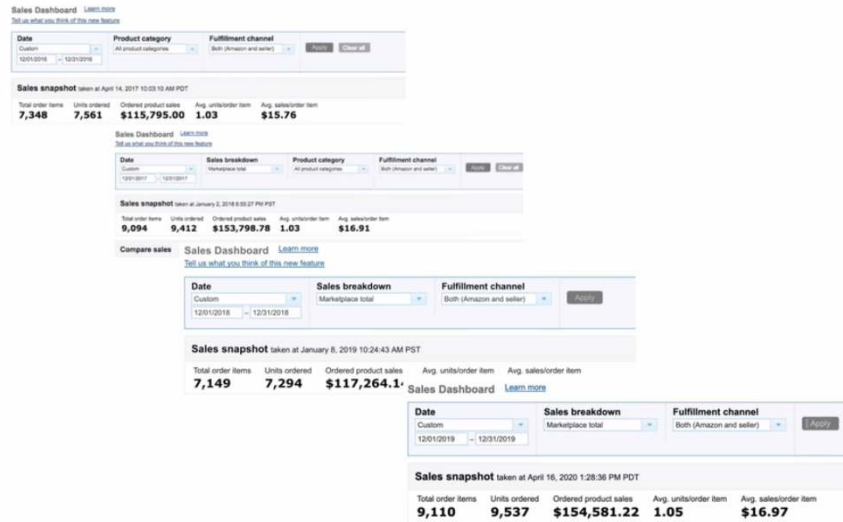 Sales Dashboard Learn more
Tell us what you think of this new feature
Date Product category Fulfillment channel
Custom All product categories Both (Amazon and seller) Apply Clear all
12/01/2016 - 12/31/2016
Sales snapshot taken at April 14, 2017 10:03:10 AM PDT
Total order items Units ordered Ordered product sales Avg. units/order item Avg. sales/order item
7,348 7,561 $115,795.00 1.03 $15.76
Sales Dashboard Learn more
Tell us what you think of this new feature
Date Sales breakdown Product category Fulfillment channel
Custom Marketplace total All product categories Both (Amazon and seller) Apply Clear all
12/01/2017 - 12/31/2017
Sales snapshot taken at January 2, 2018 PM PST
Total order items Units ordered Ordered product sales Avg. units/order item Avg. sales/order item
9,094 9,412 $153,798.78 1.03 $16.91
Compare sales
Sales Dashboard Learn more
Tell us what you think of this new feature
Date Sales breakdown Fulfillment channel
Custom Marketplace total Both (Amazon and seller) Apply
12/01/2018 - 12/31/2018
Sales snapshot taken at January 8, 2019 10:24:43 AM PST
Total order items Units ordered Ordered product sales Avg. units/order item Avg. sales/order item
7,149 7,294 $117,264.1
Sales Dashboard Learn more
Date Sales breakdown Fulfillment channel
Custom Marketplace total Both (Amazon and seller) Apply
12/01/2019 - 12/31/2019
Sales snapshot taken at April 16, 2020 1:28:36 PM PDT
Total order items Units ordered Ordered product sales Avg. units/order item Avg. sales/order item
9,110 9,537 $154,581.22 1.05 $16.97